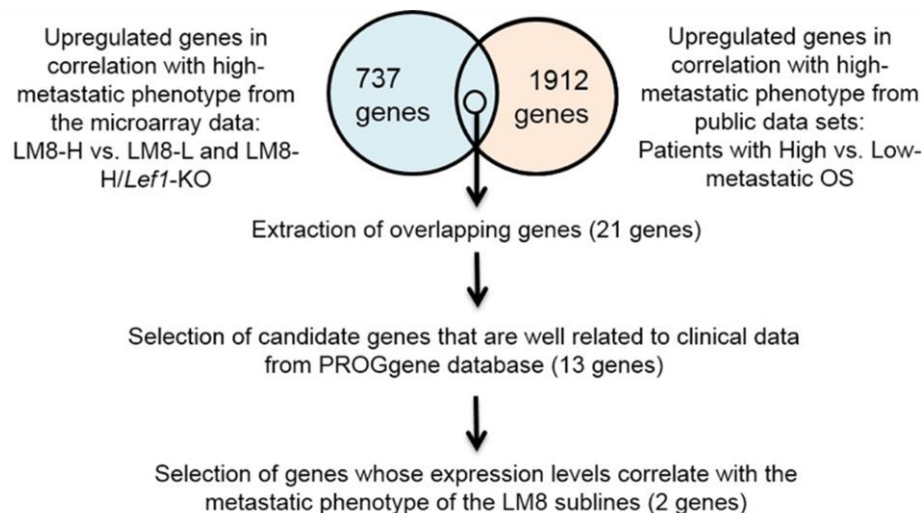 Upregulated genes in
correlation with high-
metastatic phenotype from
the microarray data:
LM8-H vs. LM8-L and LM8-
H/Lef1-KO
737
genes
1912
genes
Upregulated genes in
correlation with high-
metastatic phenotype from
public data sets:
Patients with High vs. Low-
metastatic OS
Extraction of overlapping genes (21 genes)
Selection of candidate genes that are well related to clinical data
from PROGgene database (13 genes)
Selection of genes whose expression levels correlate with the
metastatic phenotype of the LM8 sublines (2 genes)